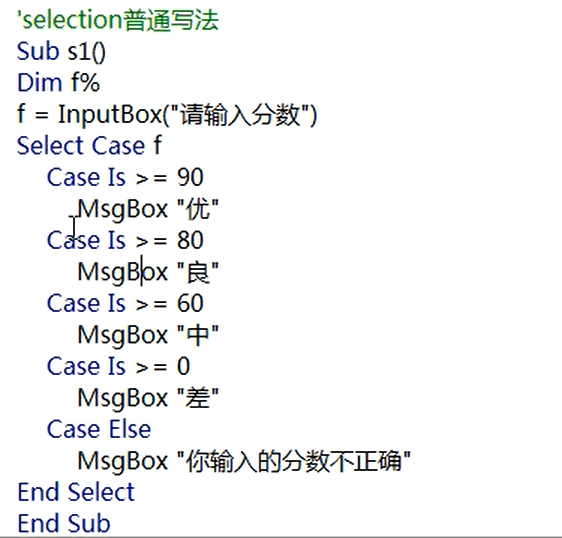 'selection普通写法
Sub s1()
Dim f%
f = InputBox("请输入分数")
Select Case f
Case Is >= 90
MsgBox "优"
Case Is >= 80
MsgBox "良"
Case Is >= 60
MsgBox "中"
Case Is >= 0
MsgBox "差"
Case Else
MsgBox "你输入的分数不正确"
End Select
End Sub